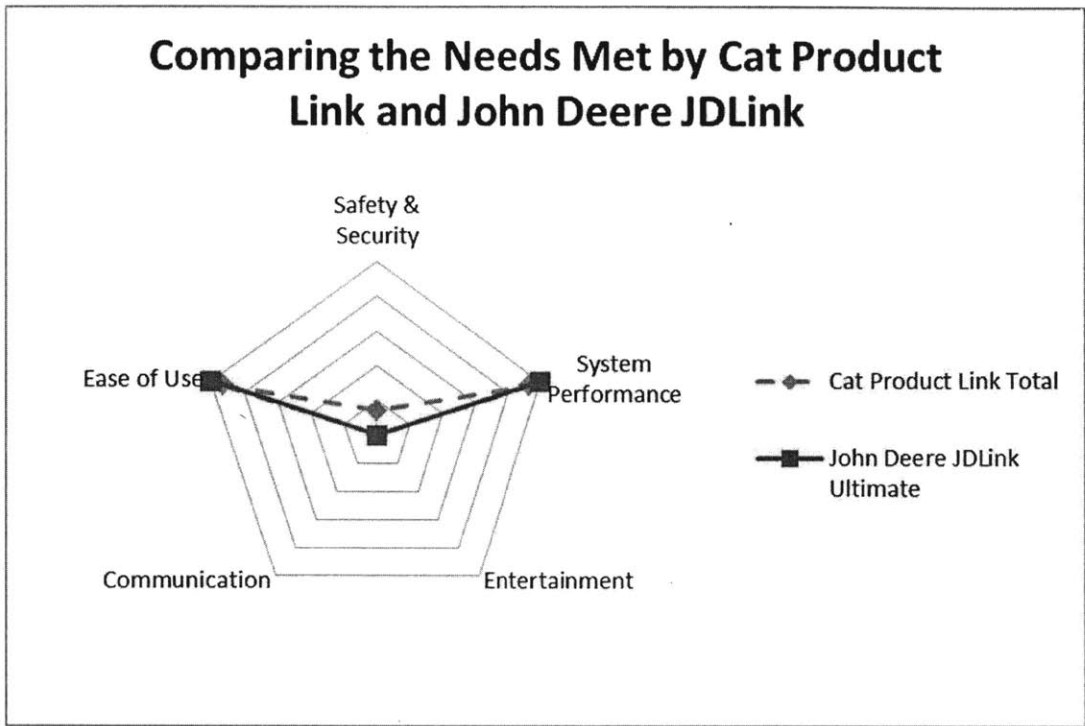 Comparing the Needs Met by Cat Product
Link and John Deere JDLink
Safety &
Security
System
Performance
Ease of Use
Communication
Entertainment
Cat Product Link Total
John Deere JDLink
Ultimate